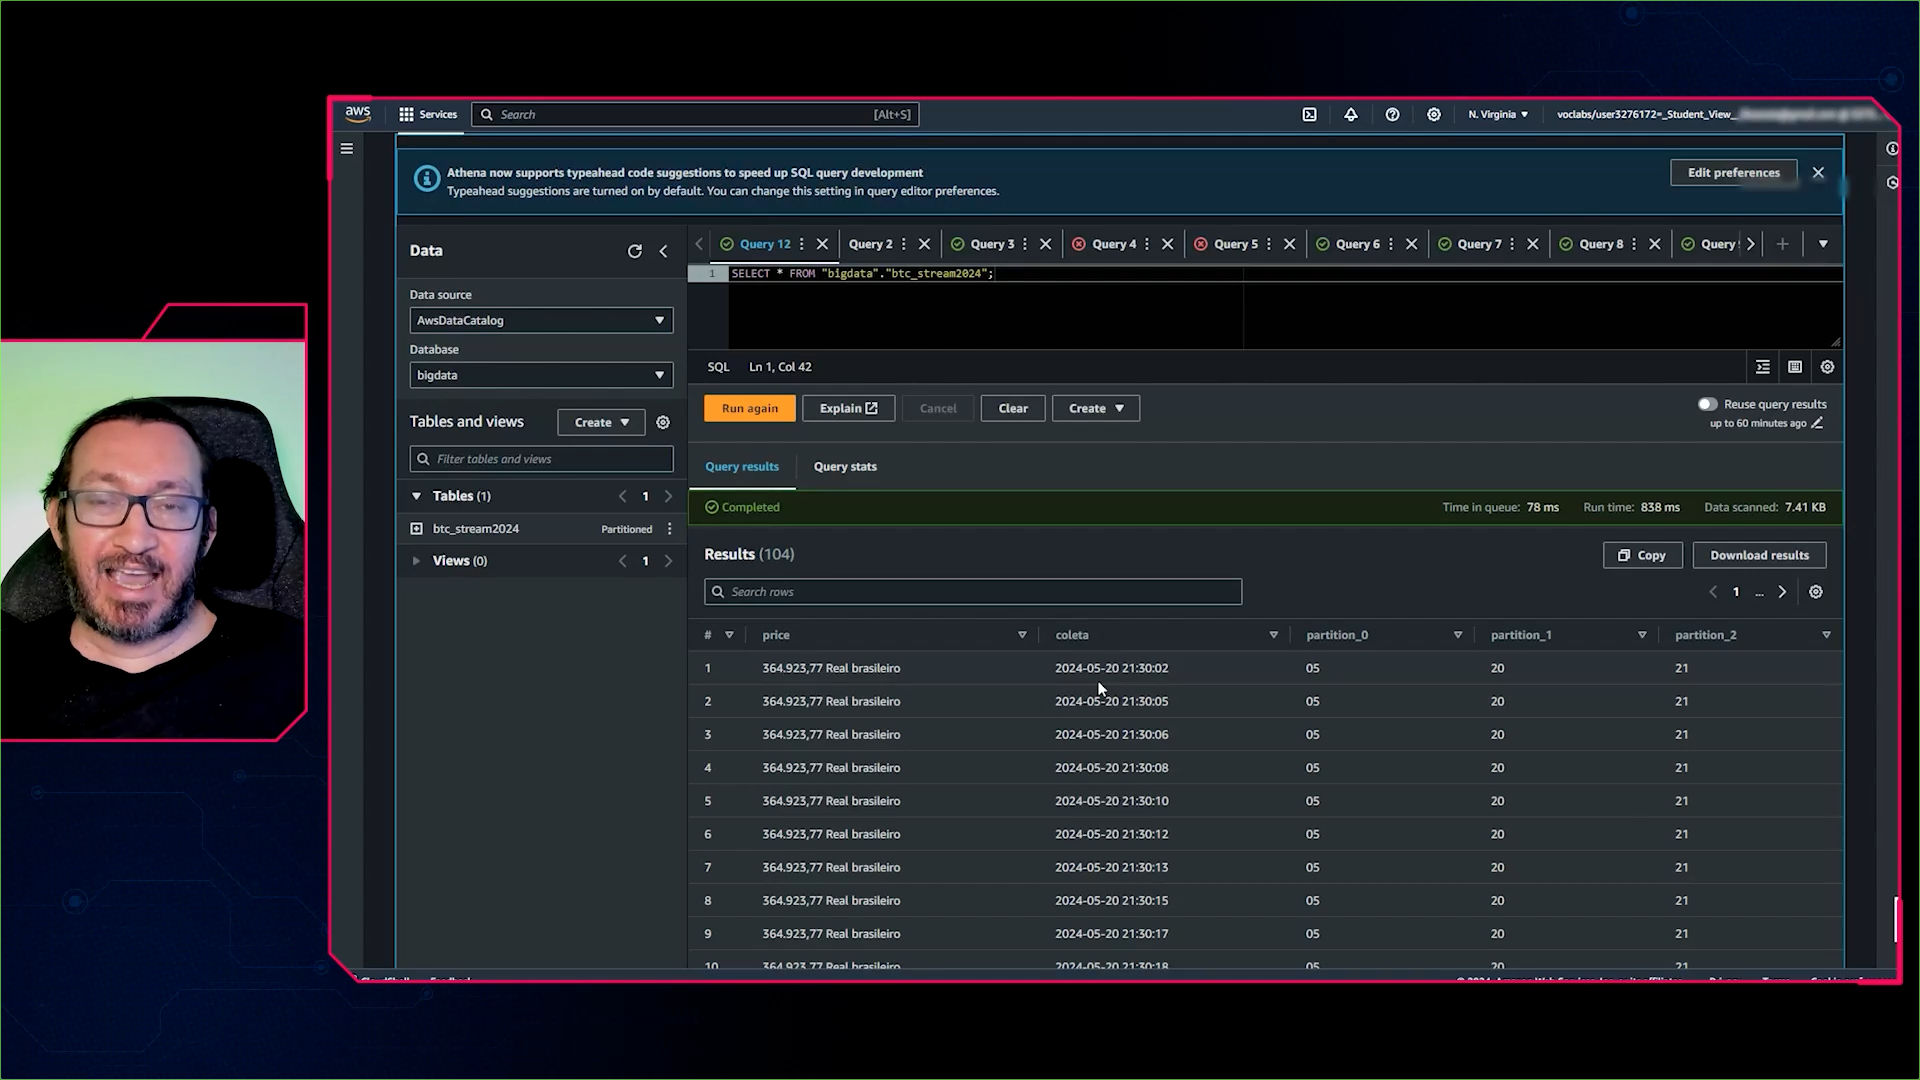 aws Services Search [Alt+S] N. Virginia voclabs/user3276172=_Student_View_
Athena now supports typeahead code suggestions to speed up SQL query development
Typeahead suggestions are turned on by default. You can change this setting in query editor preferences.
Edit preferences
Data
Data source
AwsDataCatalog
Database
bigdata
Tables and views Create
Filter tables and views
Tables (1) 1
btc_stream2024 Partitioned
Views (0) 1
Query 12 Query 2 Query 3 Query 4 Query 5 Query 6 Query 7 Query 8 Query
1 SELECT * FROM "bigdata"."btc_stream2024";
SQL Ln 1, Col 42
Run again Explain Cancel Clear Create
Reuse query results
up to 60 minutes ago
Query results Query stats
Completed Time in queue: 78 ms Run time: 838 ms Data scanned: 7.41 KB
Results (104) Copy Download results
Search rows 1 ...
# price coleta partition_0 partition_1 partition_2
1 364.923,77 Real brasileiro 2024-05-20 21:30:02 05 20 21
2 364.923,77 Real brasileiro 2024-05-20 21:30:05 05 20 21
3 364.923,77 Real brasileiro 2024-05-20 21:30:06 05 20 21
4 364.923,77 Real brasileiro 2024-05-20 21:30:08 05 20 21
5 364.923,77 Real brasileiro 2024-05-20 21:30:10 05 20 21
6 364.923,77 Real brasileiro 2024-05-20 21:30:12 05 20 21
7 364.923,77 Real brasileiro 2024-05-20 21:30:13 05 20 21
8 364.923,77 Real brasileiro 2024-05-20 21:30:15 05 20 21
9 364.923,77 Real brasileiro 2024-05-20 21:30:17 05 20 21
10 364.923,77 Real brasileiro 2024-05-20 21:30:18 05 20 21